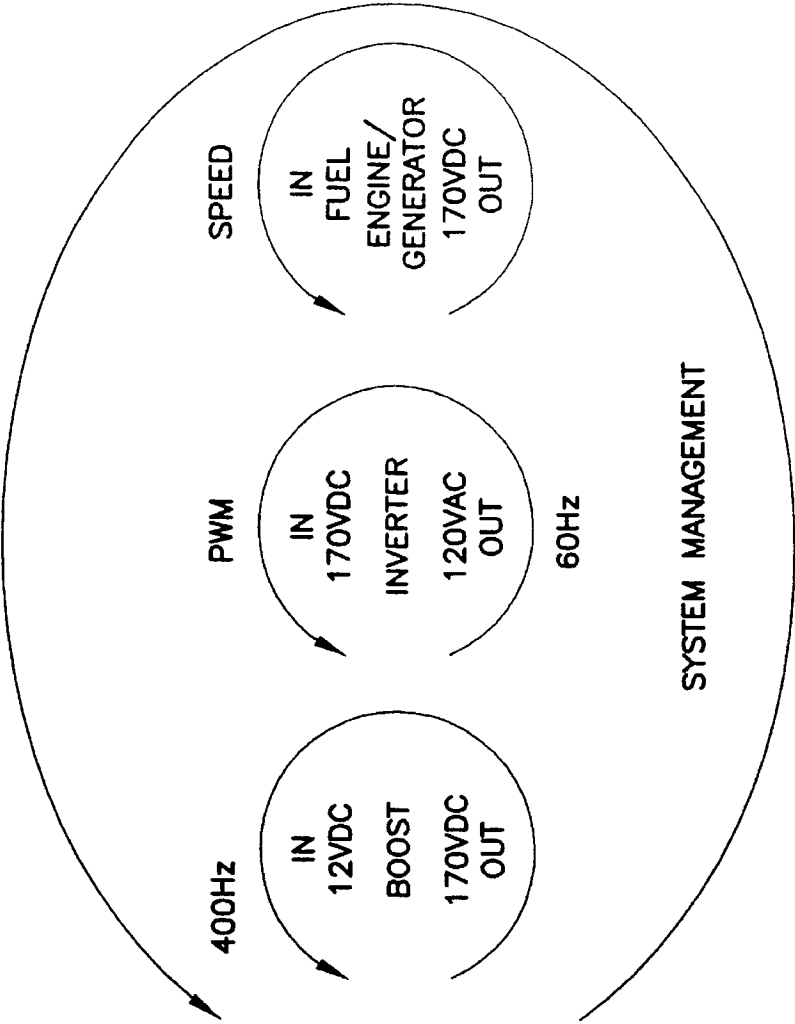 400Hz
IN
12VDC
BOOST
170VDC
OUT
PWM
IN
170VDC
INVERTER
120VAC
OUT
60Hz
SPEED
IN
FUEL
ENGINE/
GENERATOR
170VDC
OUT
SYSTEM MANAGEMENT